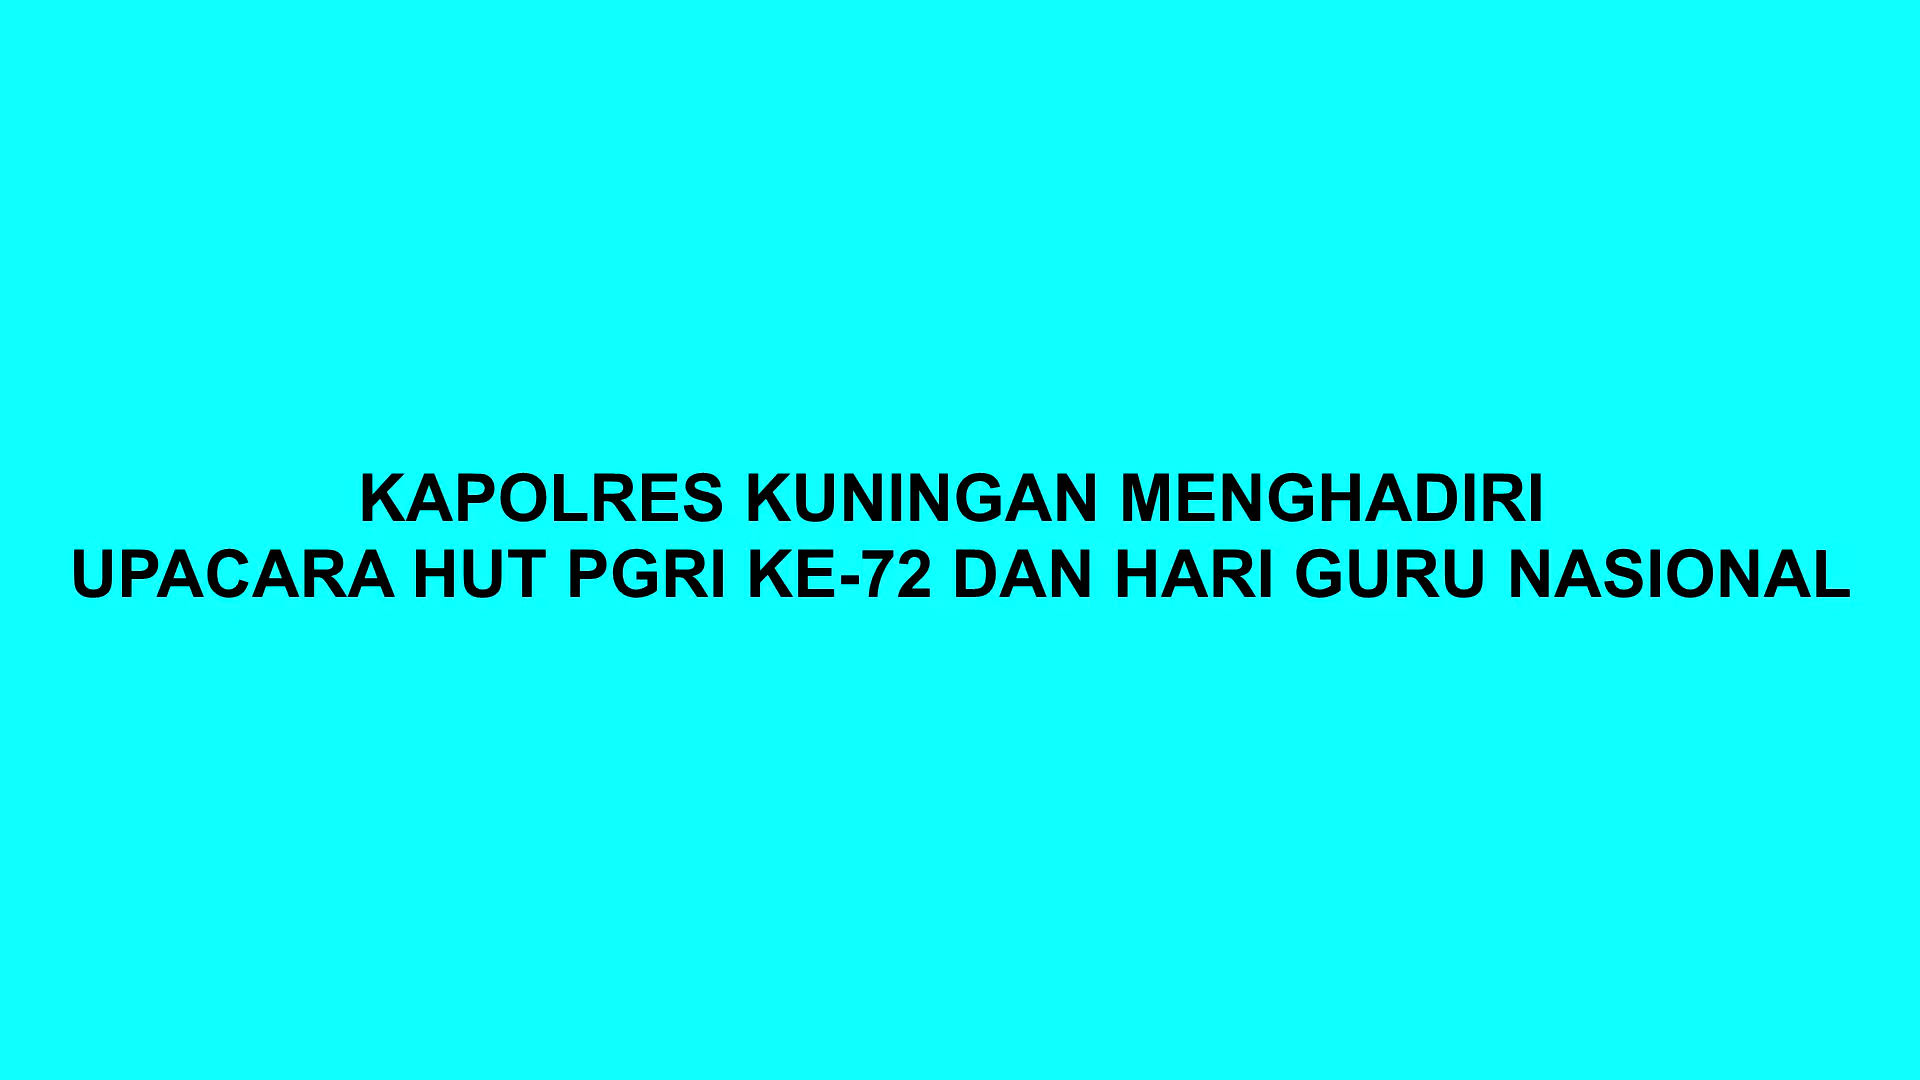 KAPOLRES KUNINGAN MENGHADIRI
UPACARA HUT PGRI KE-72 DAN HARI GURU NASIONAL